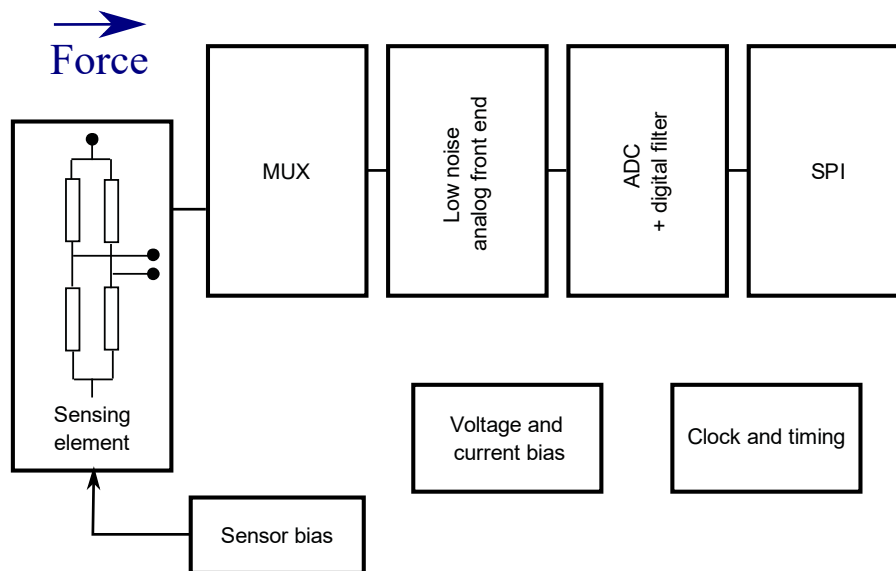 Force
MUX
Low noise
analog front end
ADC
+ digital filter
SPI
Sensing
element
Voltage and
current bias
Clock and timing
Sensor bias